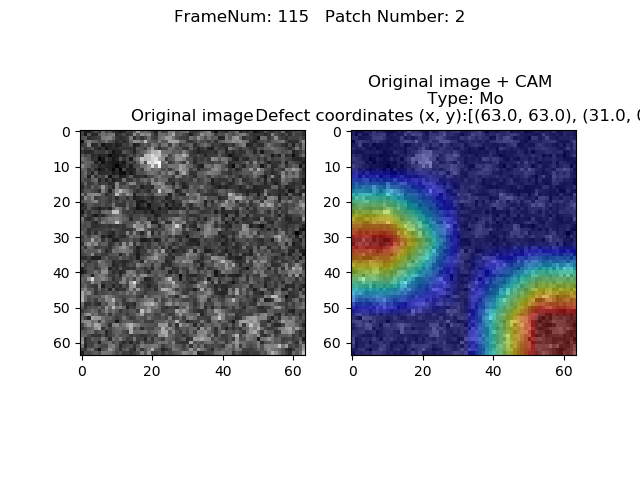 FrameNum: 115   Patch Number: 2
Original image + CAM
Type: Mo
Original image
Defect coordinates (x, y):[(63.0, 63.0), (31.0, 0
0
10
20
30
40
50
60
0 20 40 60
0
10
20
30
40
50
60
0 20 40 60